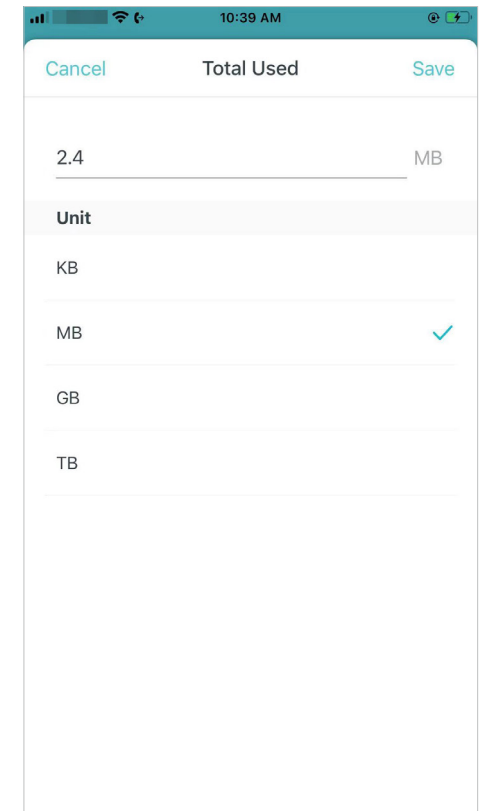 10:39 AM
Cancel Total Used Save
2.4 MB
Unit
KB
MB
GB
TB